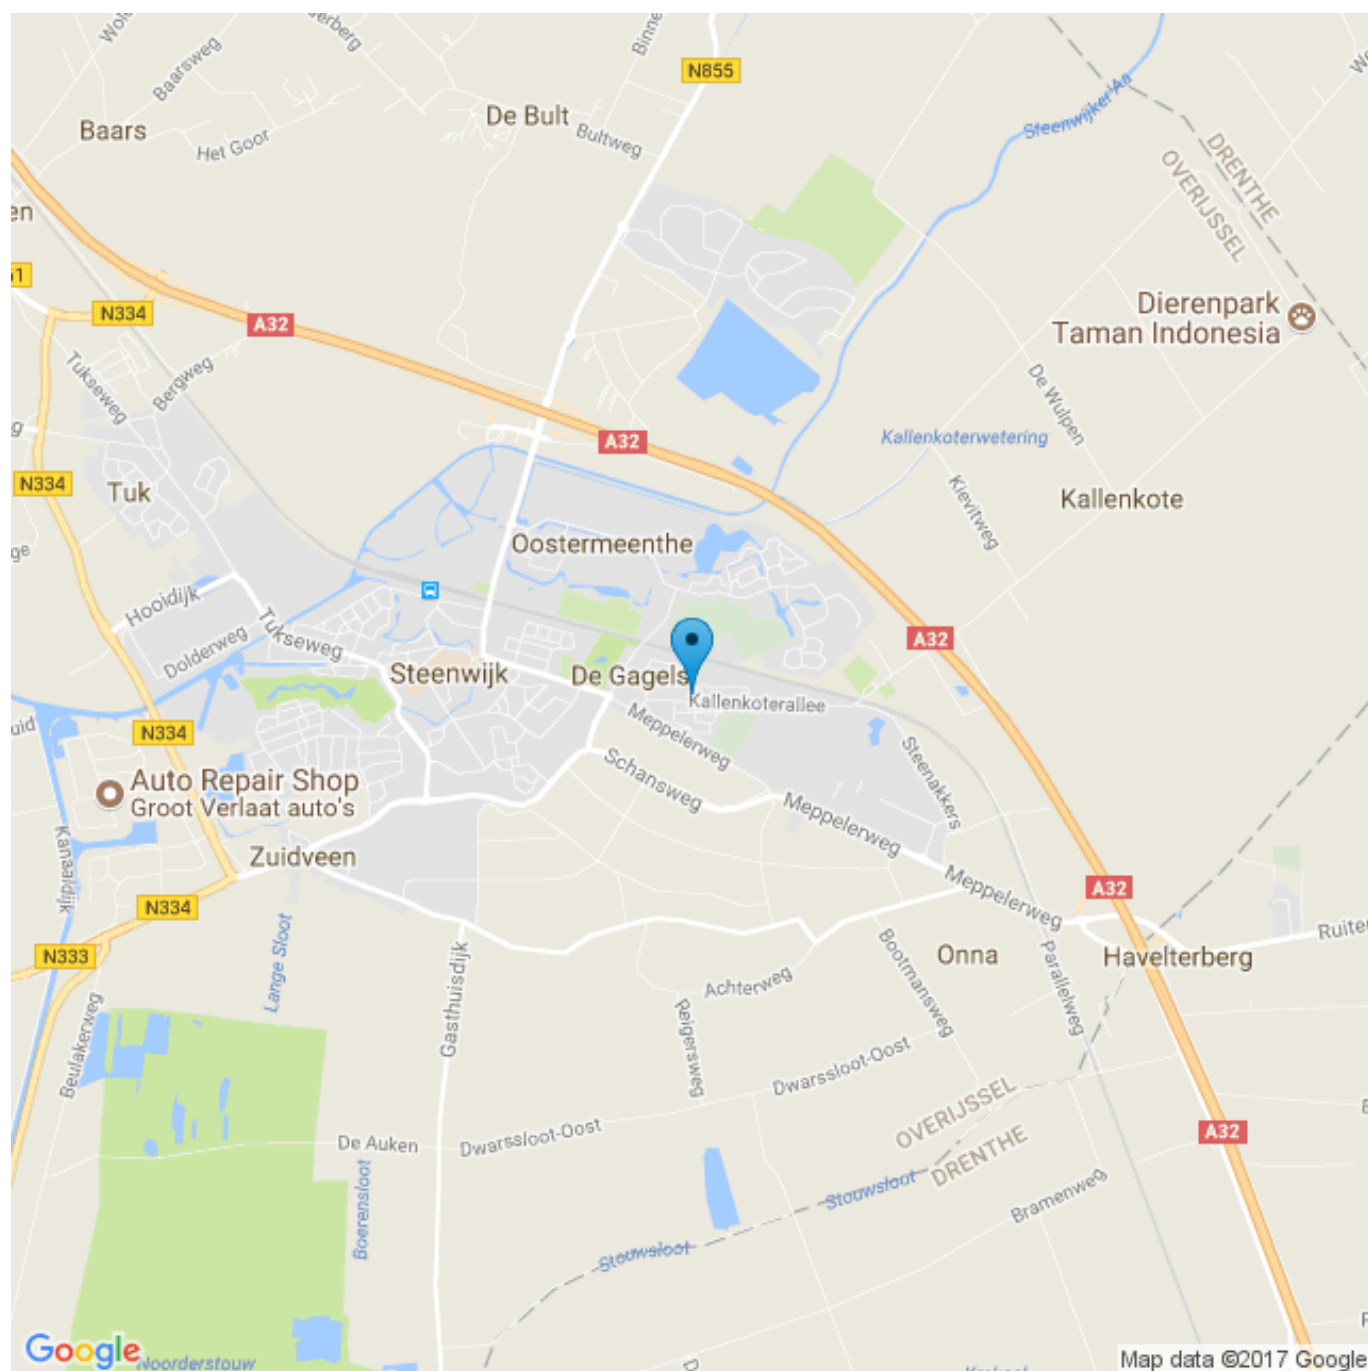 N855
Baarsweg
Steenwijker Aa
De Bult
Baars
Bultweg
Het Goor
DRENTHE
OVERIJSSEL
en
N334
A32
Dierenpark
Taman Indonesia
Tukseweg
Bergweg
De Wulpen
A32
Kallenkoterwetering
N334
Tuk
Kievitweg
Kallenkote
Oostermeenthe
Hooidijk
Tukseweg
Dolderweg
A32
Steenwijk
De Gagels
Kallenkoterallee
N334
Meppelerweg
Steenakkers
Schansweg
Auto Repair Shop
Groot Verlaat auto's
Meppelerweg
Kanaaldijk
Zuidveen
Meppelerweg
A32
N334
Lange Sloot
N333
Gasthuisdijk
Bootmansweg
Onna
Parallelweg
Havelterberg
Achterweg
Beulakerweg
Reigersweg
Dwarssloot-Oost
OVERIJSSEL
DRENTHE
A32
De Auken
Dwarssloot-Oost
Boerensloot
Stouwsloot
Bramenweg
Stouwsloot
Google
Noorderstouw
Map data ©2017 Google